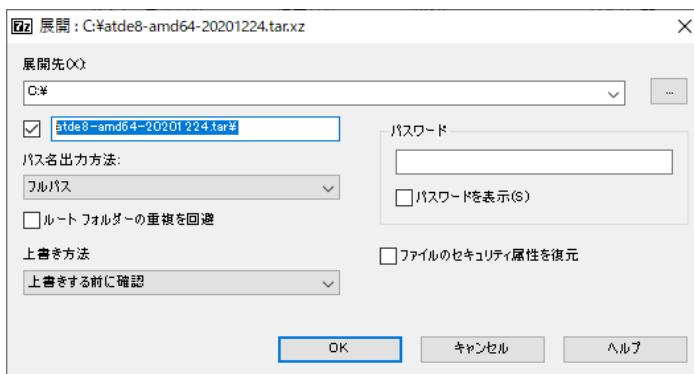 7z 展開 : C:¥atde8-amd64-20201224.tar.xz
展開先(X):
C:¥
...
atde8-amd64-20201224.tar¥
パスワード
パス名出力方法:
フルパス
パスワードを表示(S)
ルート フォルダーの重複を回避
上書き方法
ファイルのセキュリティ属性を復元
上書きする前に確認
OK
キャンセル
ヘルプ